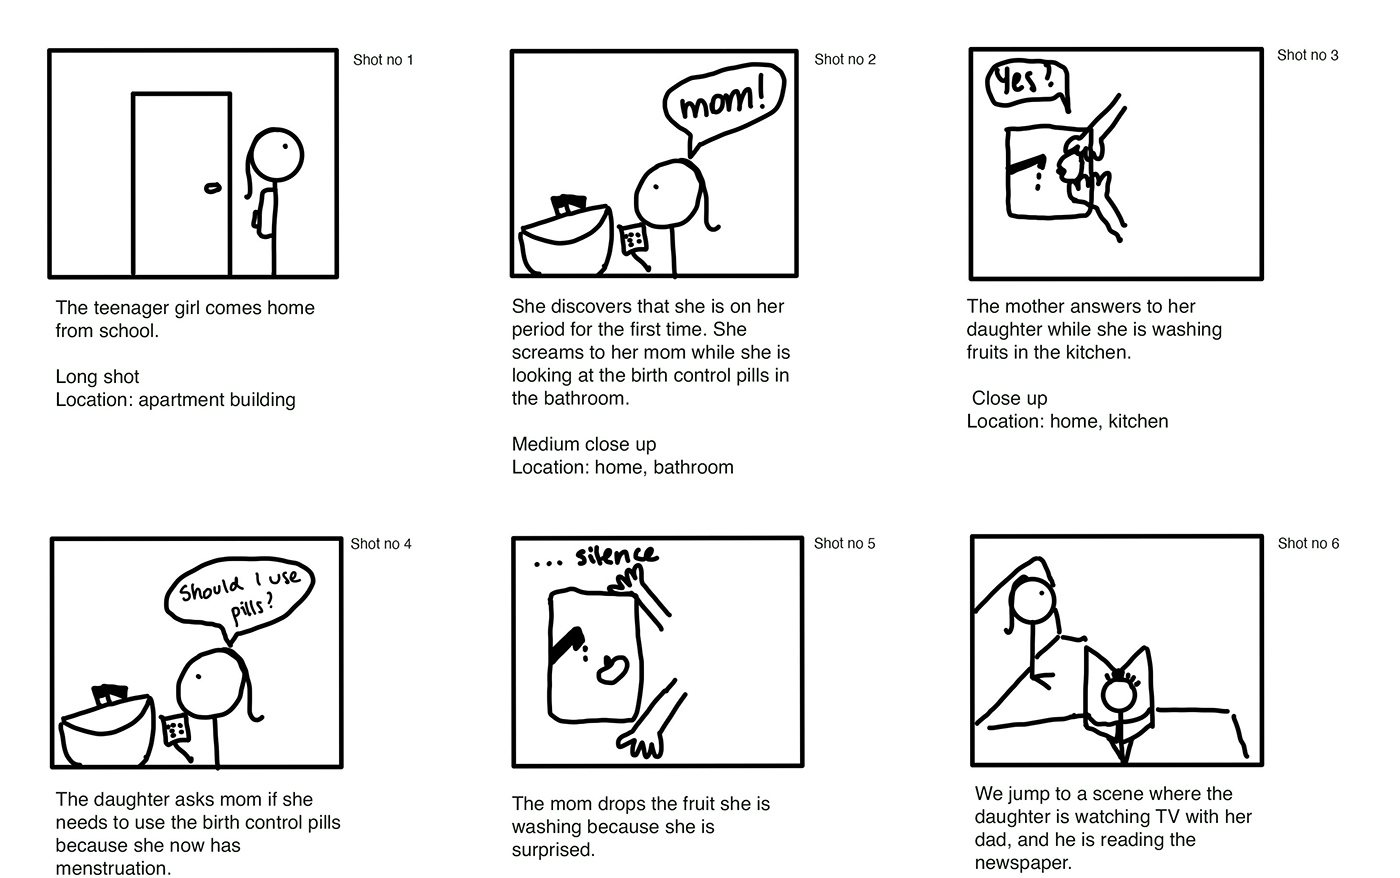 Shot no 1
The teenager girl comes home
from school.
Long shot
Location: apartment building
Shot no 2
mom!
She discovers that she is on her
period for the first time. She
screams to her mom while she is
looking at the birth control pills in
the bathroom.
Medium close up
Location: home, bathroom
Shot no 3
Yes?
The mother answers to her
daughter while she is washing
fruits in the kitchen.
Close up
Location: home, kitchen
Shot no 4
Should I use
pills?
The daughter asks mom if she
needs to use the birth control pills
because she now has
menstruation.
Shot no 5
... silence
The mom drops the fruit she is
washing because she is
surprised.
Shot no 6
We jump to a scene where the
daughter is watching TV with her
dad, and he is reading the
newspaper.